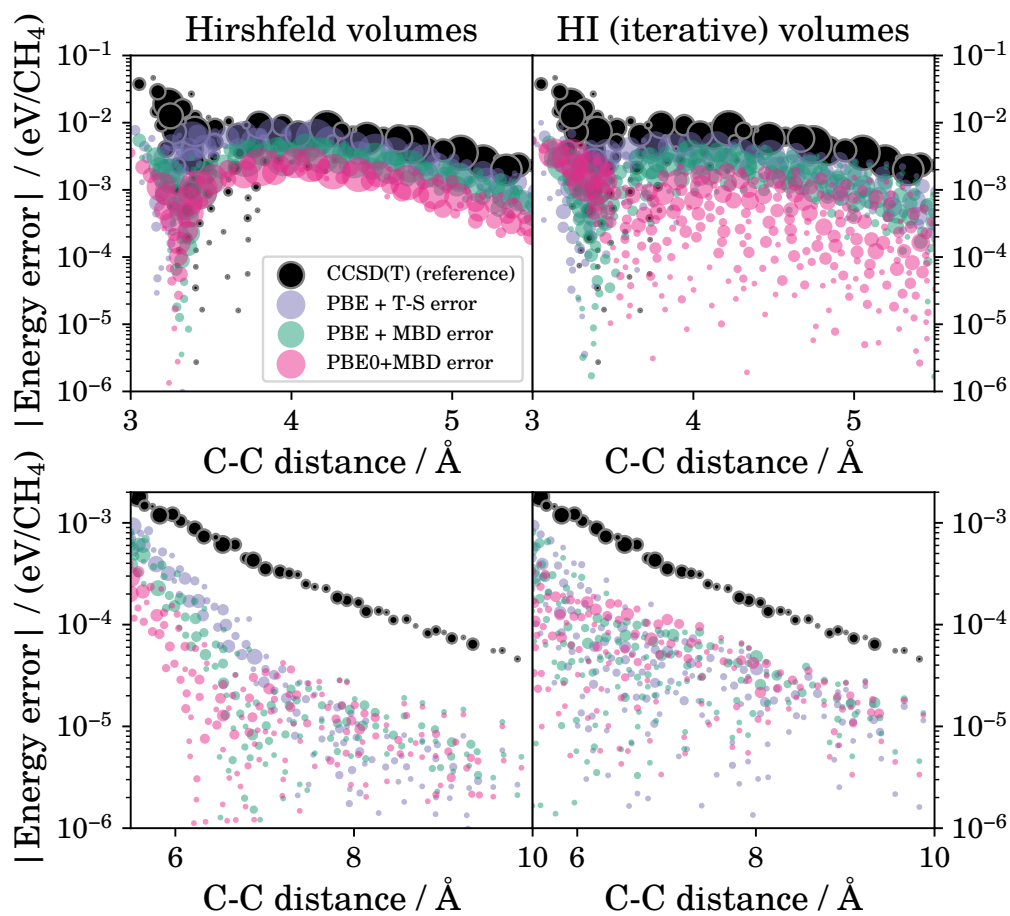 Hirshfeld volumes
HI (iterative) volumes
|Energy error| / (eV/CH₄)
10⁻¹
10⁻²
10⁻³
10⁻⁴
10⁻⁵
10⁻⁶
10⁻¹
10⁻²
10⁻³
10⁻⁴
10⁻⁵
10⁻⁶
CCSD(T) (reference)
PBE + T-S error
PBE + MBD error
PBE0+MBD error
3 4 5 3 4 5
C-C distance / Å
C-C distance / Å
|Energy error| / (eV/CH₄)
10⁻³
10⁻⁴
10⁻⁵
10⁻⁶
10⁻³
10⁻⁴
10⁻⁵
10⁻⁶
6 8 10 6 8 10
C-C distance / Å
C-C distance / Å